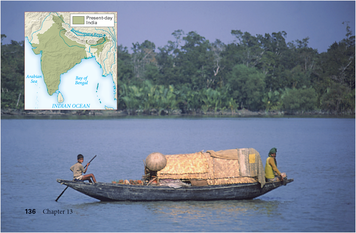 Present-day
India
Arabian
Sea
Bay of
Bengal
INDIAN OCEAN
136 Chapter 13